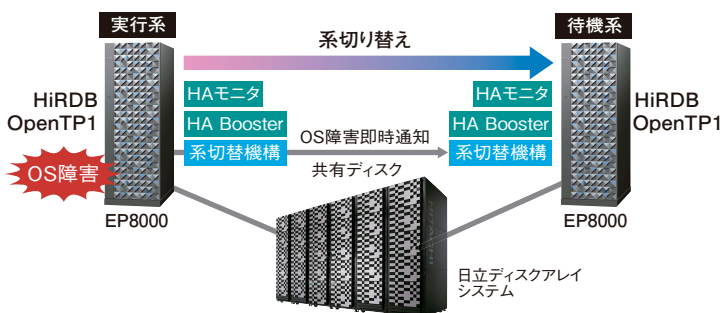 実行系
系切り替え
待機系
HiRDB
OpenTP1
HAモニタ
HA Booster
系切替機構
OS障害即時通知
共有ディスク
HAモニタ
HA Booster
系切替機構
HiRDB
OpenTP1
OS障害
EP8000
EP8000
日立ディスクアレイ
システム